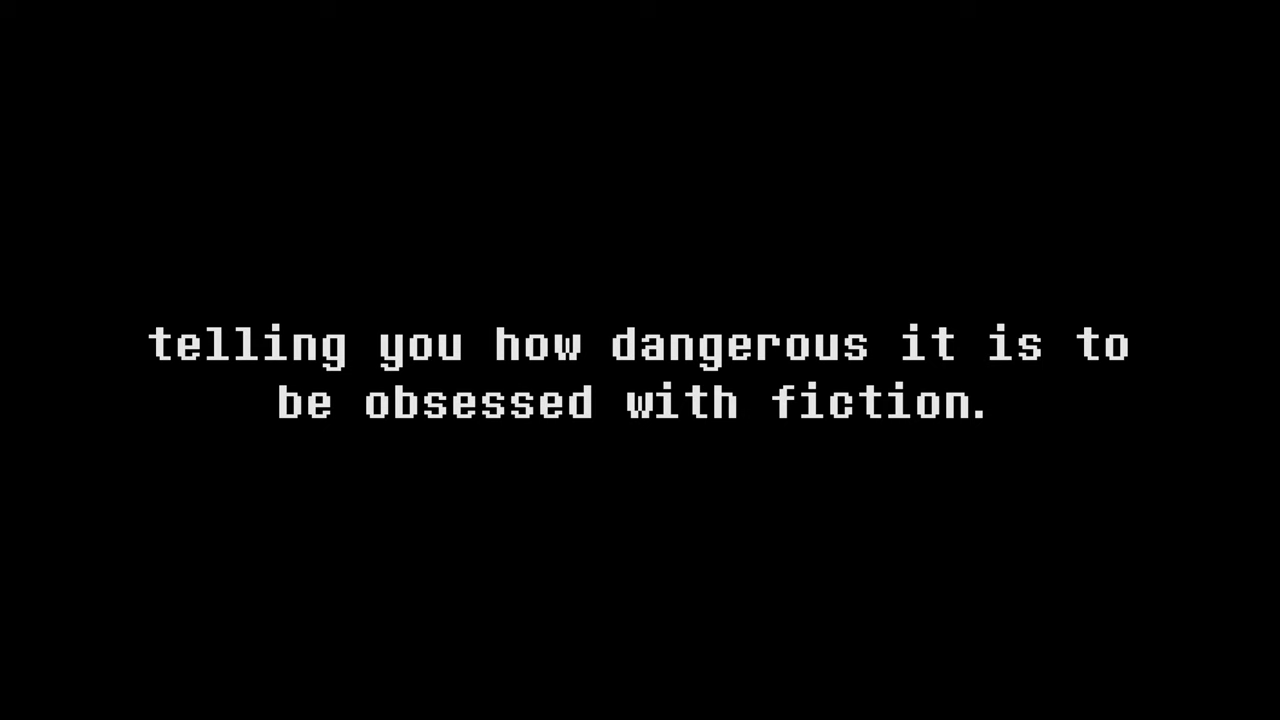 telling you how dangerous it is to
be obsessed with fiction.